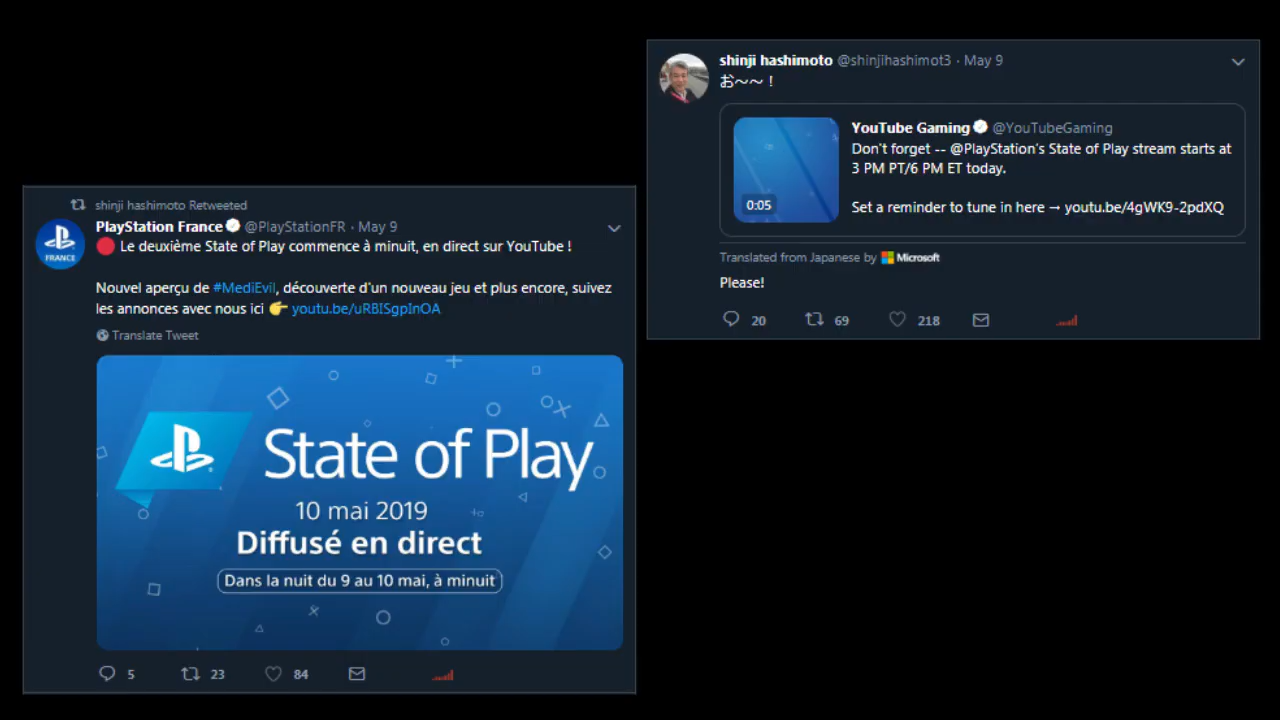 shinji hashimoto Retweeted
PlayStation France @PlayStationFR · May 9
Le deuxième State of Play commence à minuit, en direct sur YouTube !
Nouvel aperçu de #MediEvil, découverte d'un nouveau jeu et plus encore, suivez
les annonces avec nous ici 👉 youtu.be/uRBISgpInOA
Translate Tweet
FRANCE
State of Play
10 mai 2019
Diffusé en direct
Dans la nuit du 9 au 10 mai, à minuit
5 23 84
shinji hashimoto @shinjihashimot3 · May 9
お〜〜！
YouTube Gaming @YouTubeGaming
Don't forget -- @PlayStation's State of Play stream starts at
3 PM PT/6 PM ET today.
Set a reminder to tune in here → youtu.be/4gWK9-2pdXQ
0:05
Translated from Japanese by Microsoft
Please!
20 69 218